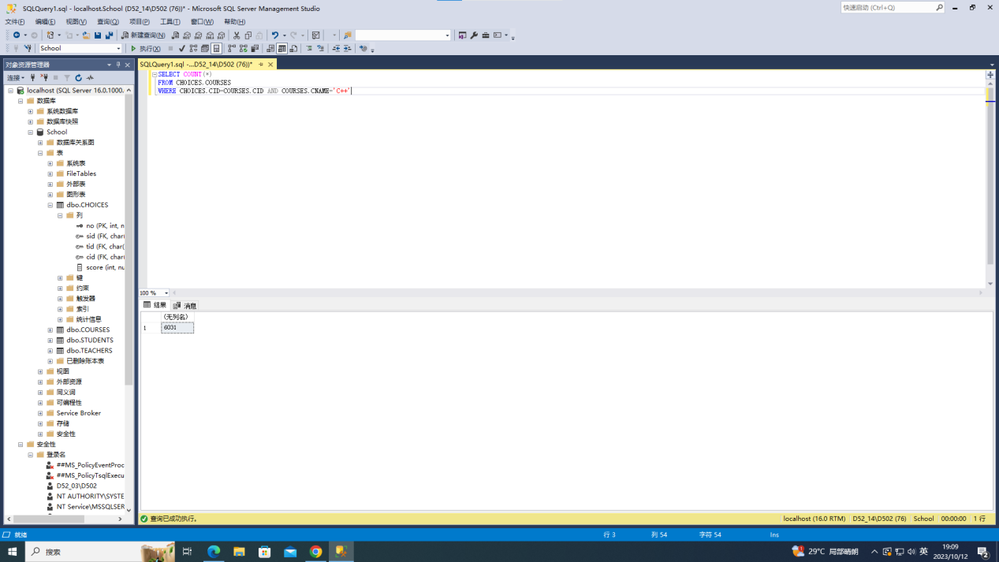 SQLQuery1.sql - localhost.School (D52_14\D502 (76))* - Microsoft SQL Server Management Studio
快速启动 (Ctrl+Q)
文件(F) 编辑(E) 视图(V) 查询(Q) 项目(P) 工具(T) 窗口(W) 帮助(H)
新建查询(N)
School
执行(X)
对象资源管理器
SQLQuery1.sql -...D52_14\D502 (76))*
连接
SELECT COUNT(*)
FROM CHOICES,COURSES
WHERE CHOICES.CID=COURSES.CID AND COURSES.CNAME='C++'
localhost (SQL Server 16.0.1000.
数据库
系统数据库
数据库快照
School
数据库关系图
表
系统表
FileTables
外部表
图形表
dbo.CHOICES
列
no (PK, int, n
sid (FK, char(
tid (FK, char(
cid (FK, char(
score (int, nu
键
约束
触发器
索引
统计信息
dbo.COURSES
dbo.STUDENTS
dbo.TEACHERS
已删除账本表
视图
外部资源
同义词
可编程性
Service Broker
存储
安全性
安全性
登录名
##MS_PolicyEventProc
##MS_PolicyTsqlExecu
D52_03\D502
NT AUTHORITY\SYSTE
NT Service\MSSQLSER
100 %
结果 消息
(无列名)
1 6031
查询已成功执行。
localhost (16.0 RTM) D52_14\D502 (76) School 00:00:00 1 行
就绪
行 3 列 54 字符 54 Ins
搜索
29°C 局部晴朗
英
19:09
2023/10/12
2